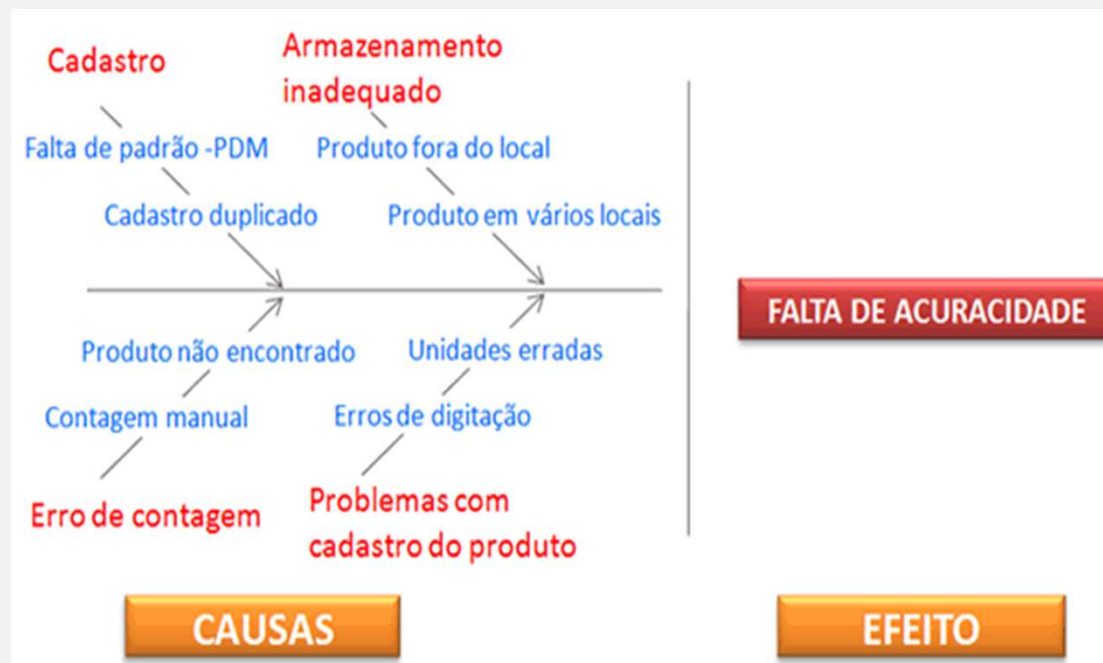 Cadastro
Armazenamento
inadequado
Falta de padrão -PDM
Produto fora do local
Cadastro duplicado
Produto em vários locais
FALTA DE ACURACIDADE
Produto não encontrado
Unidades erradas
Contagem manual
Erros de digitação
Erro de contagem
Problemas com
cadastro do produto
CAUSAS
EFEITO